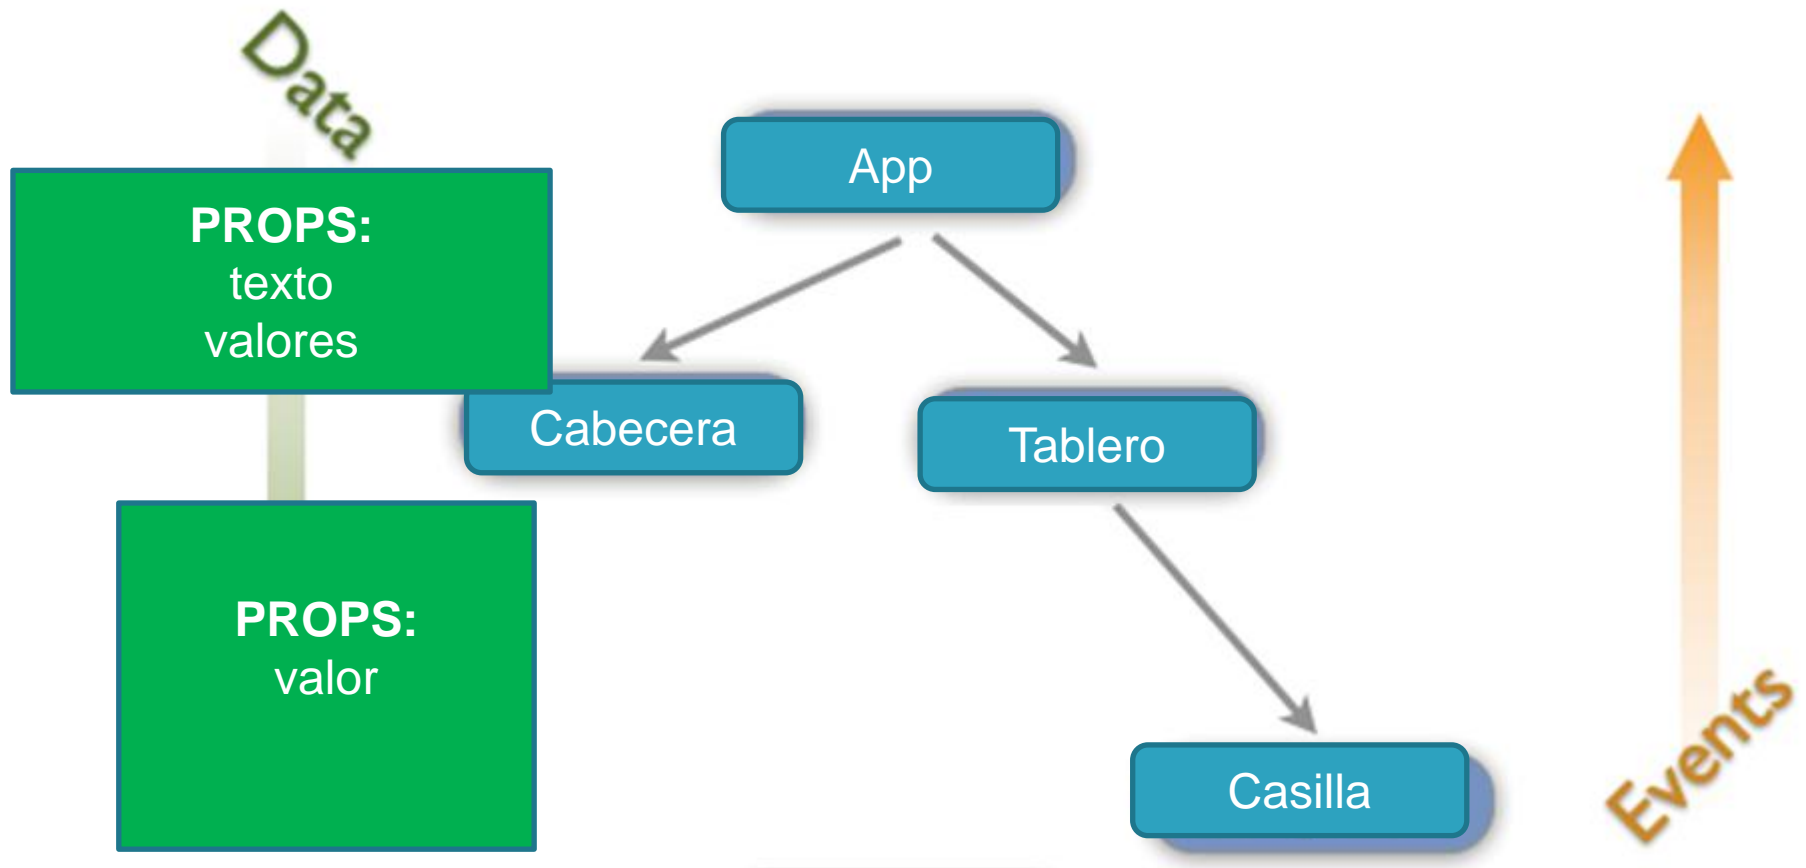 Data
App
PROPS:
texto
valores
Cabecera
Tablero
PROPS:
valor
Casilla
Events